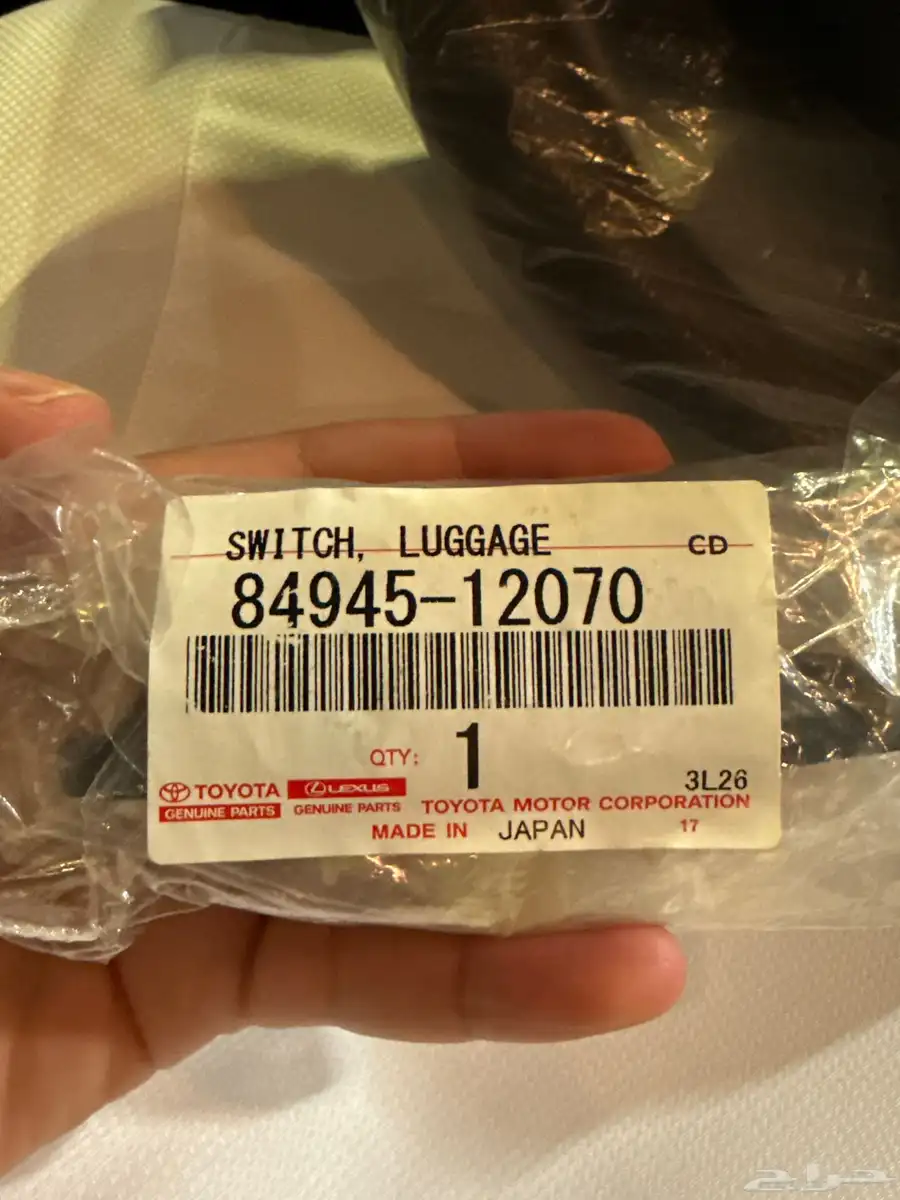 SWITCH, LUGGAGE CD
84945-12070
QTY: 1
3L26
TOYOTA LEXUS
GENUINE PARTS GENUINE PARTS TOYOTA MOTOR CORPORATION
MADE IN JAPAN 17
حراج